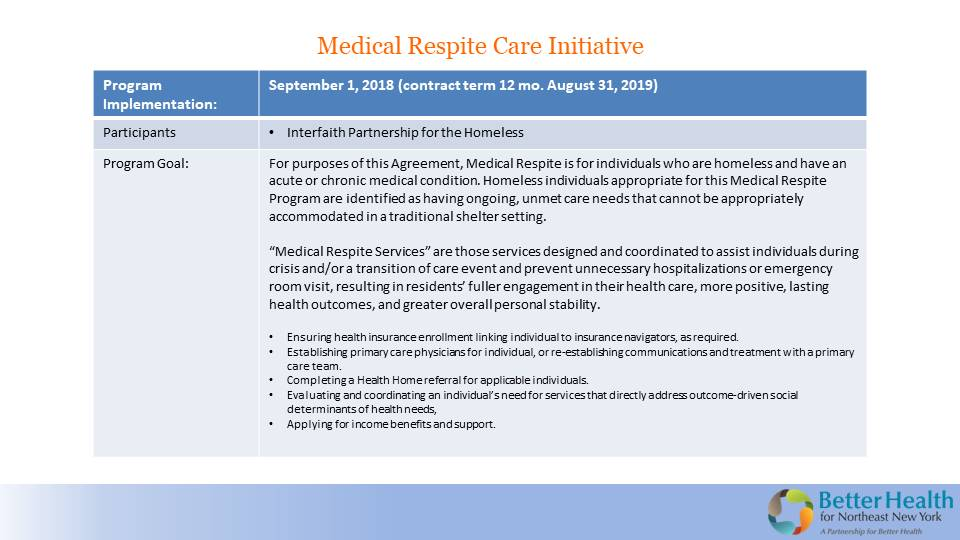 Medical Respite Care Initiative
Program September 1, 2018 (contract term 12 mo. August 31, 2019)
Implementation:
Participants • Interfaith Partnership for the Homeless
Program Goal: For purposes of this Agreement, Medical Respite is for individuals who are homeless and have an
acute or chronic medical condition. Homeless individuals appropriate for this Medical Respite
Program are identified as having ongoing, unmet care needs that cannot be appropriately
accommodated in a traditional shelter setting.
“Medical Respite Services” are those services designed and coordinated to assist individuals during
crisis and/or a transition of care event and prevent unnecessary hospitalizations or emergency
room visit, resulting in residents’ fuller engagement in their health care, more positive, lasting
health outcomes, and greater overall personal stability.
• Ensuring health insurance enrollment linking individual to insurance navigators, as required.
• Establishing primary care physicians for individual, or re-establishing communications and treatment with a primary
care team.
• Completing a Health Home referral for applicable individuals.
• Evaluating and coordinating an individual’s need for services that directly address outcome-driven social
determinants of health needs,
• Applying for income benefits and support.
Better Health
for Northeast New York
A Partnership for Better Health